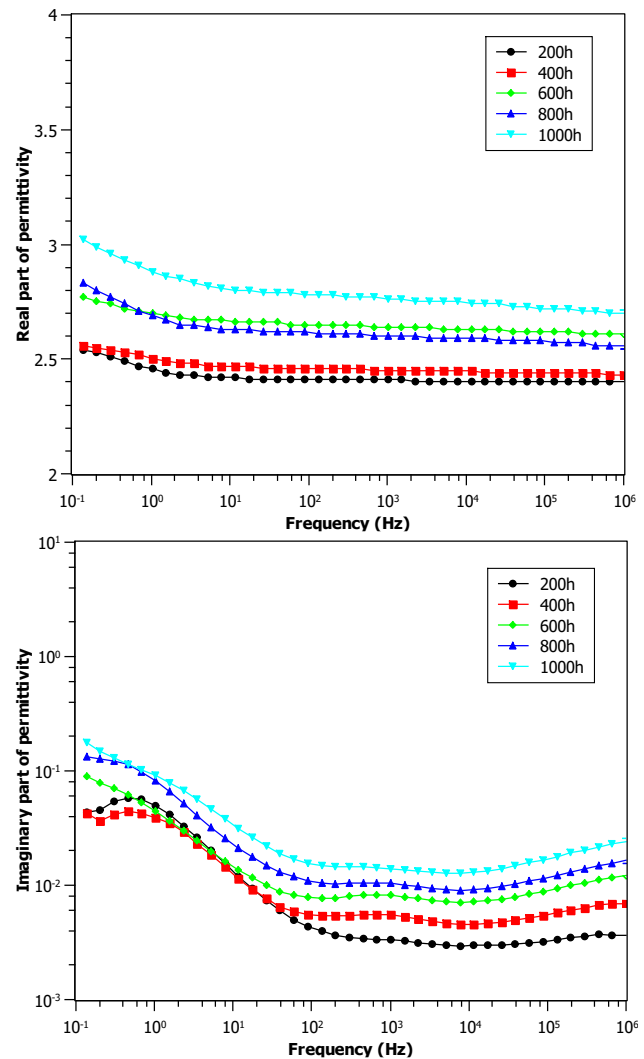 4
3.5
3
2.5
2
Real part of permittivity
200h
400h
600h
800h
1000h
10⁻¹ 10⁰ 10¹ 10² 10³ 10⁴ 10⁵ 10⁶
Frequency (Hz)
10¹
10⁰
10⁻¹
10⁻²
10⁻³
Imaginary part of permittivity
200h
400h
600h
800h
1000h
10⁻¹ 10⁰ 10¹ 10² 10³ 10⁴ 10⁵ 10⁶
Frequency (Hz)